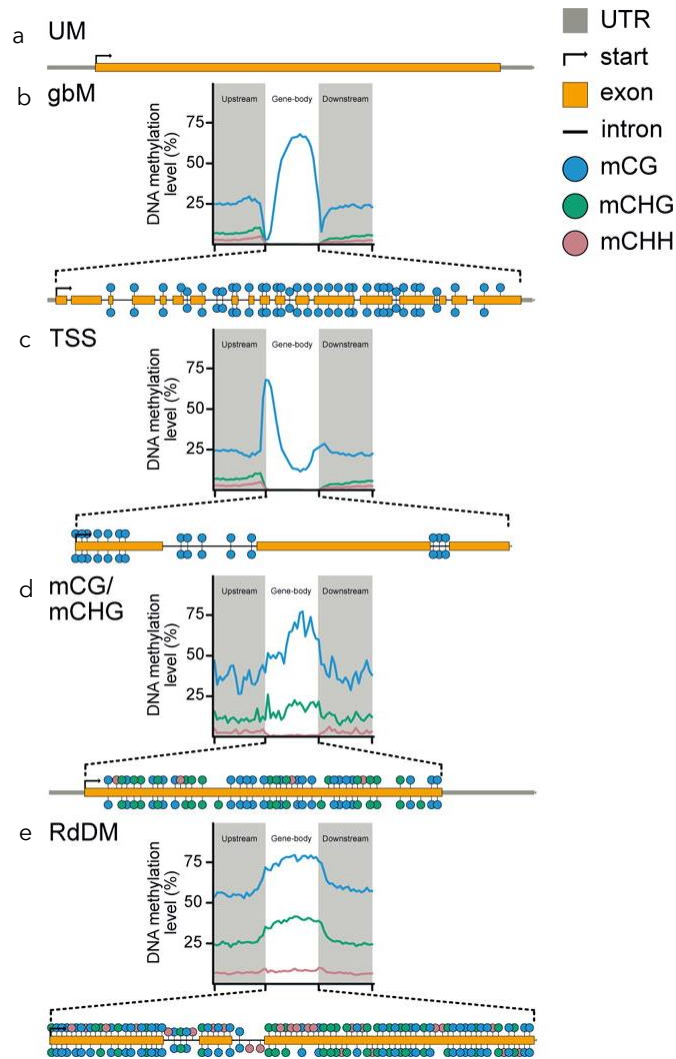 a UM
UTR
start
exon
intron
mCG
mCHG
mCHH
b gbM
DNA methylation
level (%)
75
50
25
Upstream Gene-body Downstream
c TSS
DNA methylation
level (%)
75
50
25
Upstream Gene-body Downstream
d mCG/
mCHG
DNA methylation
level (%)
75
50
25
Upstream Gene-body Downstream
e RdDM
DNA methylation
level (%)
75
50
25
Upstream Gene-body Downstream